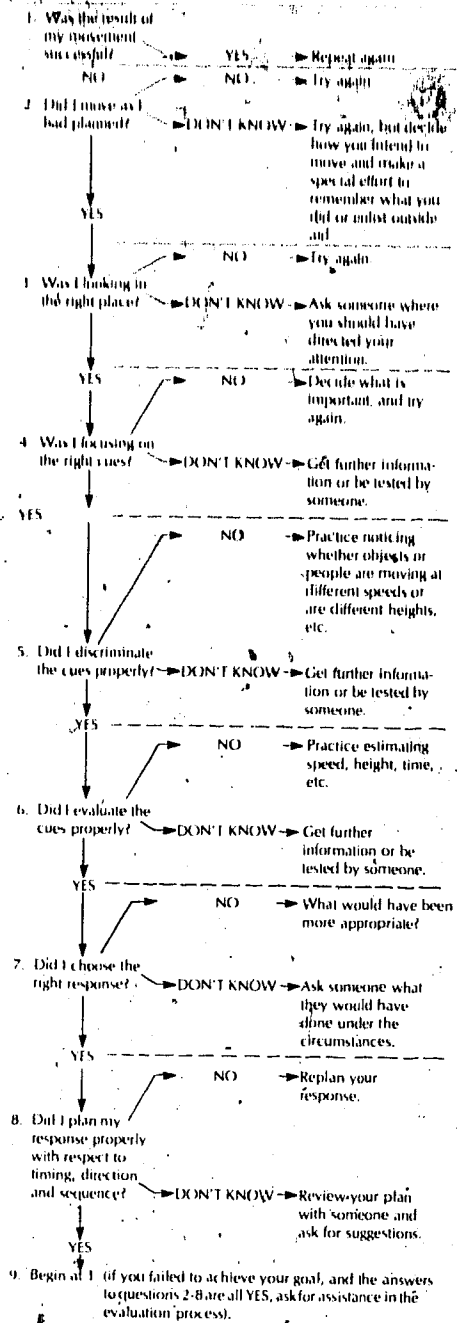 1. Was the result of
my movement
successful?
YES
Repeat again
NO
NO
Try again
2. Did I move as I
had planned?
DON'T KNOW
Try again, but decide
how you intend to
move and make a
special effort to
remember what you
did or enlist outside
aid
YES
NO
Try again
3. Was I looking in
the right place?
DON'T KNOW
Ask someone where
you should have
directed your
attention.
YES
NO
Decide what is
important, and try
again.
4. Was I focusing on
the right cues?
DON'T KNOW
Get further informa-
tion or be tested by
someone.
YES
NO
Practice noticing
whether objects or
people are moving at
different speeds or
are different heights,
etc.
5. Did I discriminate
the cues properly?
DON'T KNOW
Get further informa-
tion or be tested by
someone.
YES
NO
Practice estimating
speed, height, time,
etc.
6. Did I evaluate the
cues properly?
DON'T KNOW
Get further
information or be
tested by someone.
YES
NO
What would have been
more appropriate?
7. Did I choose the
right response?
DON'T KNOW
Ask someone what
they would have
done under the
circumstances.
YES
NO
Replan your
response.
8. Did I plan my
response properly
with respect to
timing, direction
and sequence?
DON'T KNOW
Review your plan
with someone and
ask for suggestions.
YES
9. Begin at 1 (if you failed to achieve your goal, and the answers
to questions 2-8 are all YES, ask for assistance in the
evaluation process).